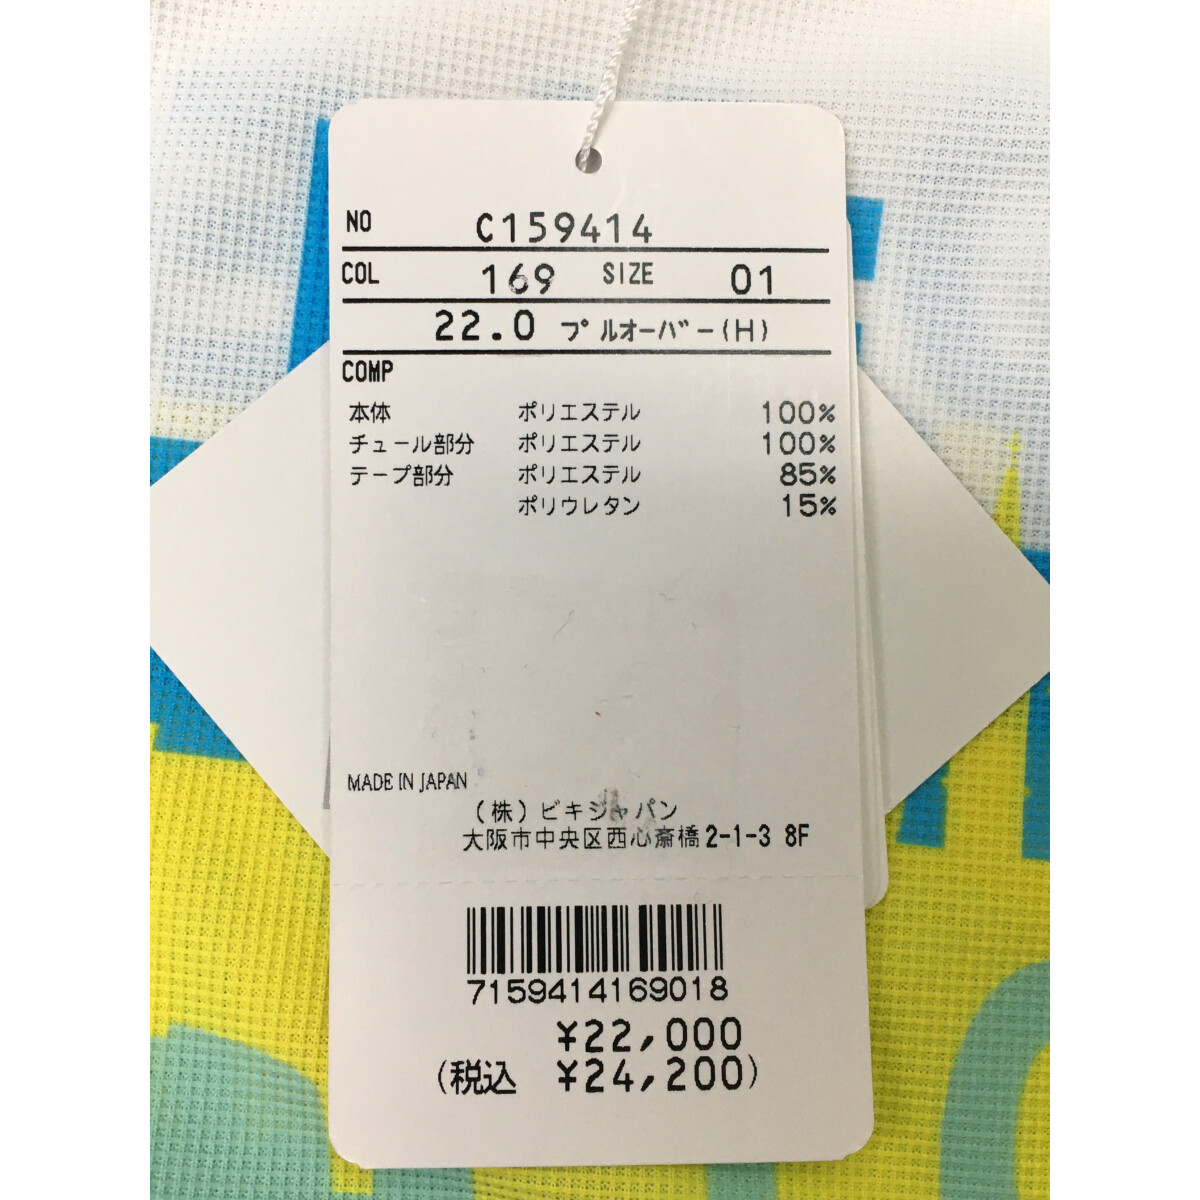 NO C159414
COL 169 SIZE 01
22.0 プルオーバー(H)
COMP
本体 ポリエステル 100%
チュール部分 ポリエステル 100%
テープ部分 ポリエステル 85%
ポリウレタン 15%
MADE IN JAPAN
(株)ビキジャパン
大阪市中央区西心斎橋2-1-3 8F
7159414169018
¥22,000
(税込 ¥24,200)